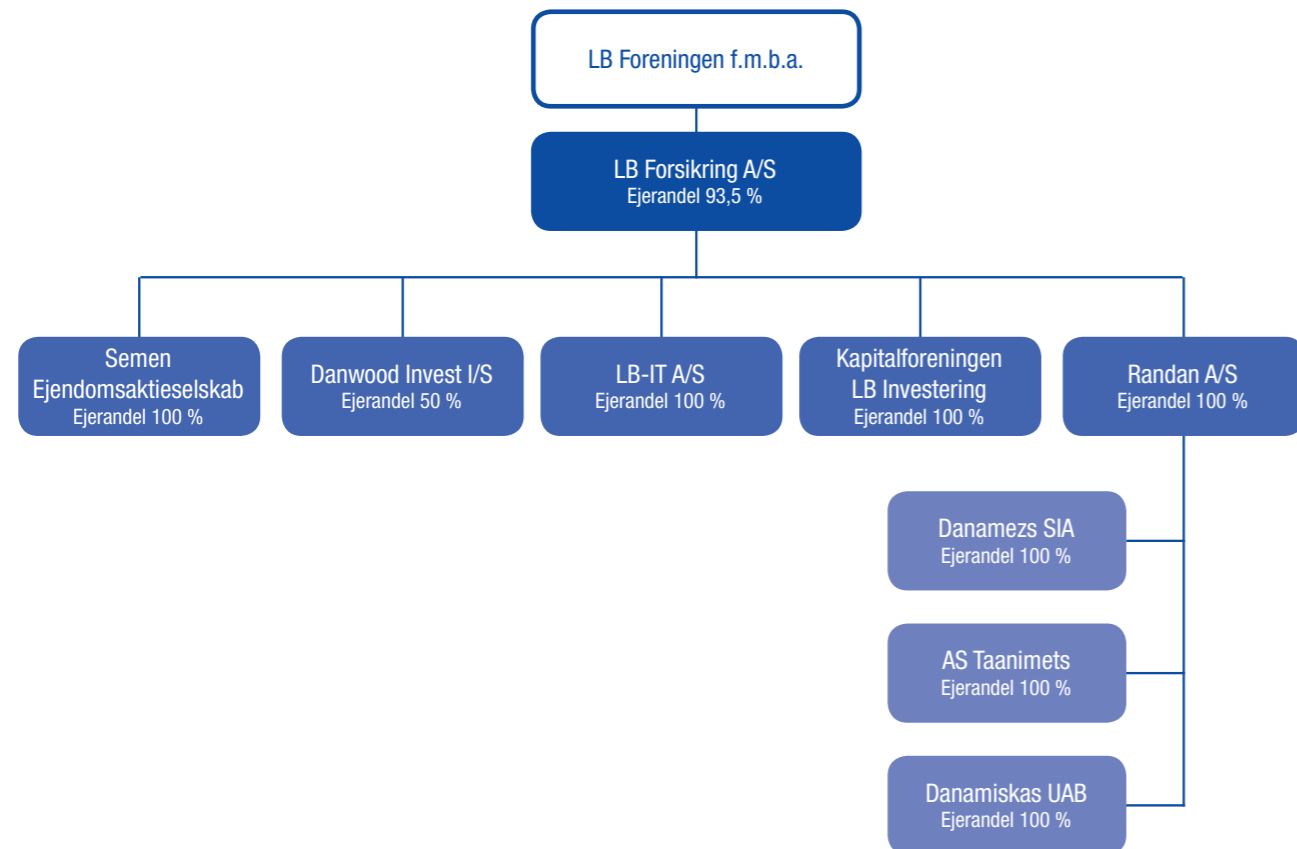 LB Foreningen f.m.b.a.
LB Forsikring A/S
Ejerandel 93,5 %
Semen
Ejendomsaktieselskab
Ejerandel 100 %
Danwood Invest I/S
Ejerandel 50 %
LB-IT A/S
Ejerandel 100 %
Kapitalforeningen
LB Investering
Ejerandel 100 %
Randan A/S
Ejerandel 100 %
Danamezs SIA
Ejerandel 100 %
AS Taanimets
Ejerandel 100 %
Danamiskas UAB
Ejerandel 100 %